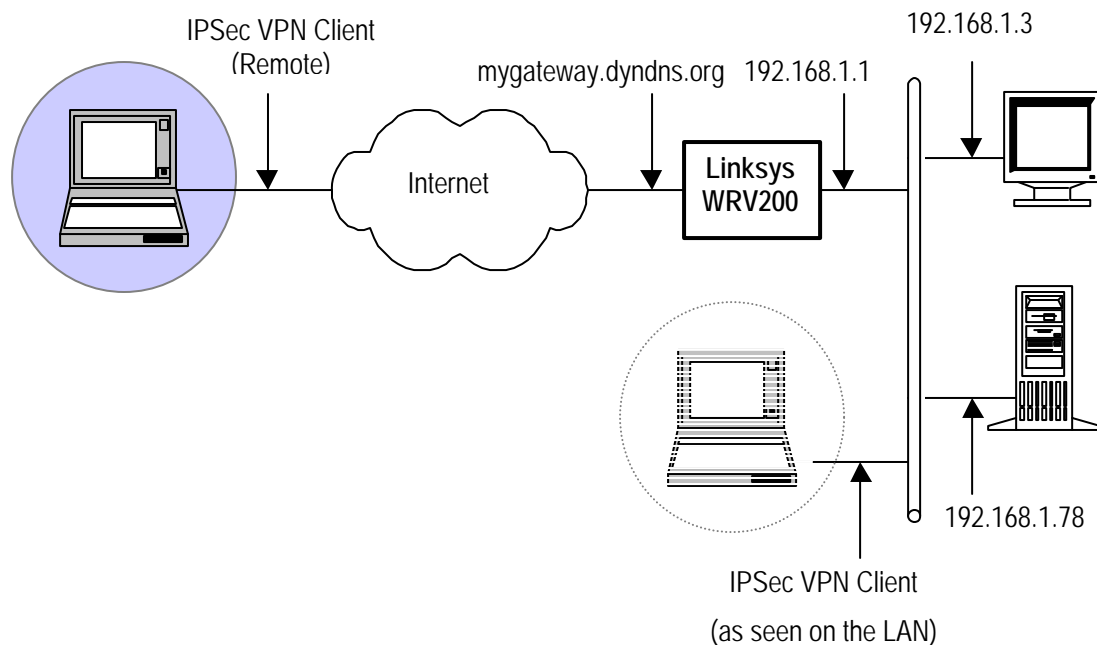 IPSec VPN Client
(Remote)
mygateway.dyndns.org
192.168.1.1
192.168.1.3
Internet
Linksys
WRV200
192.168.1.78
IPSec VPN Client
(as seen on the LAN)